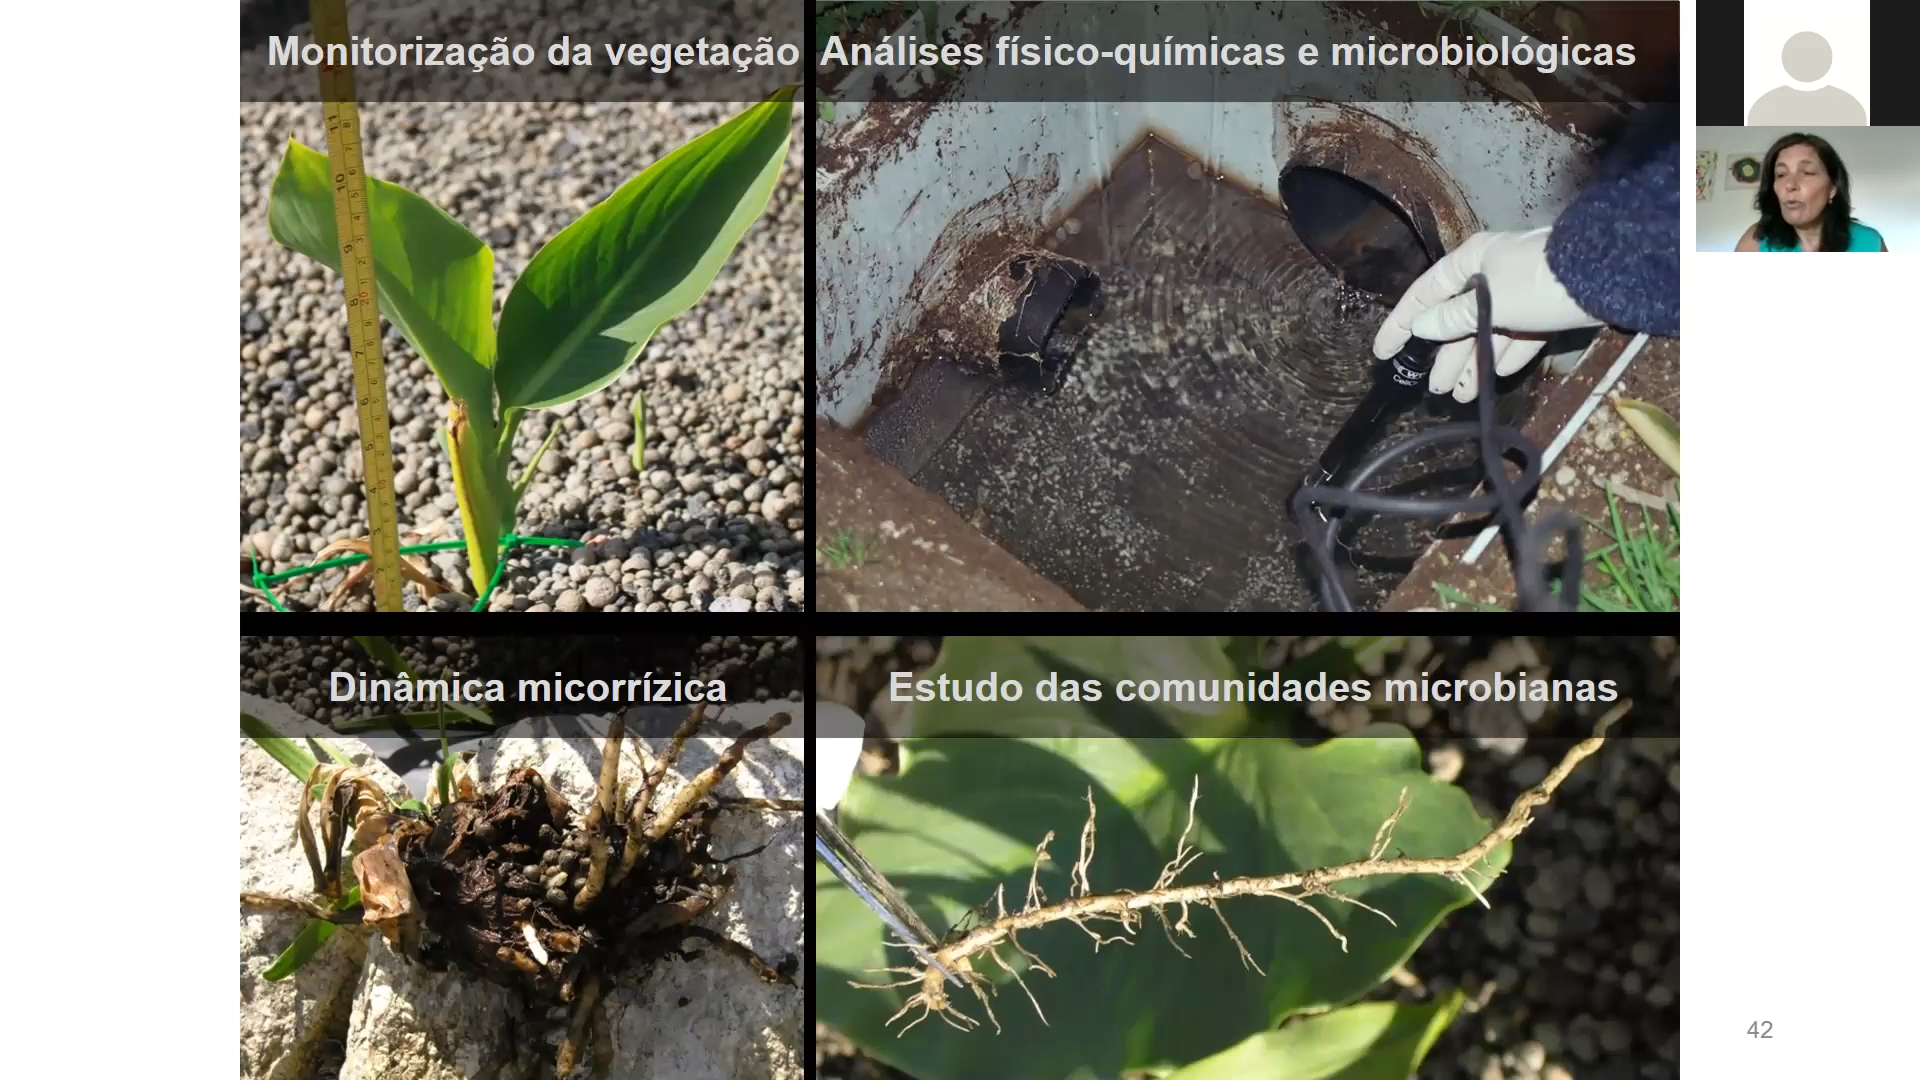 Monitorização da vegetação
Análises físico-químicas e microbiológicas
Dinâmica micorrízica
Estudo das comunidades microbianas
42